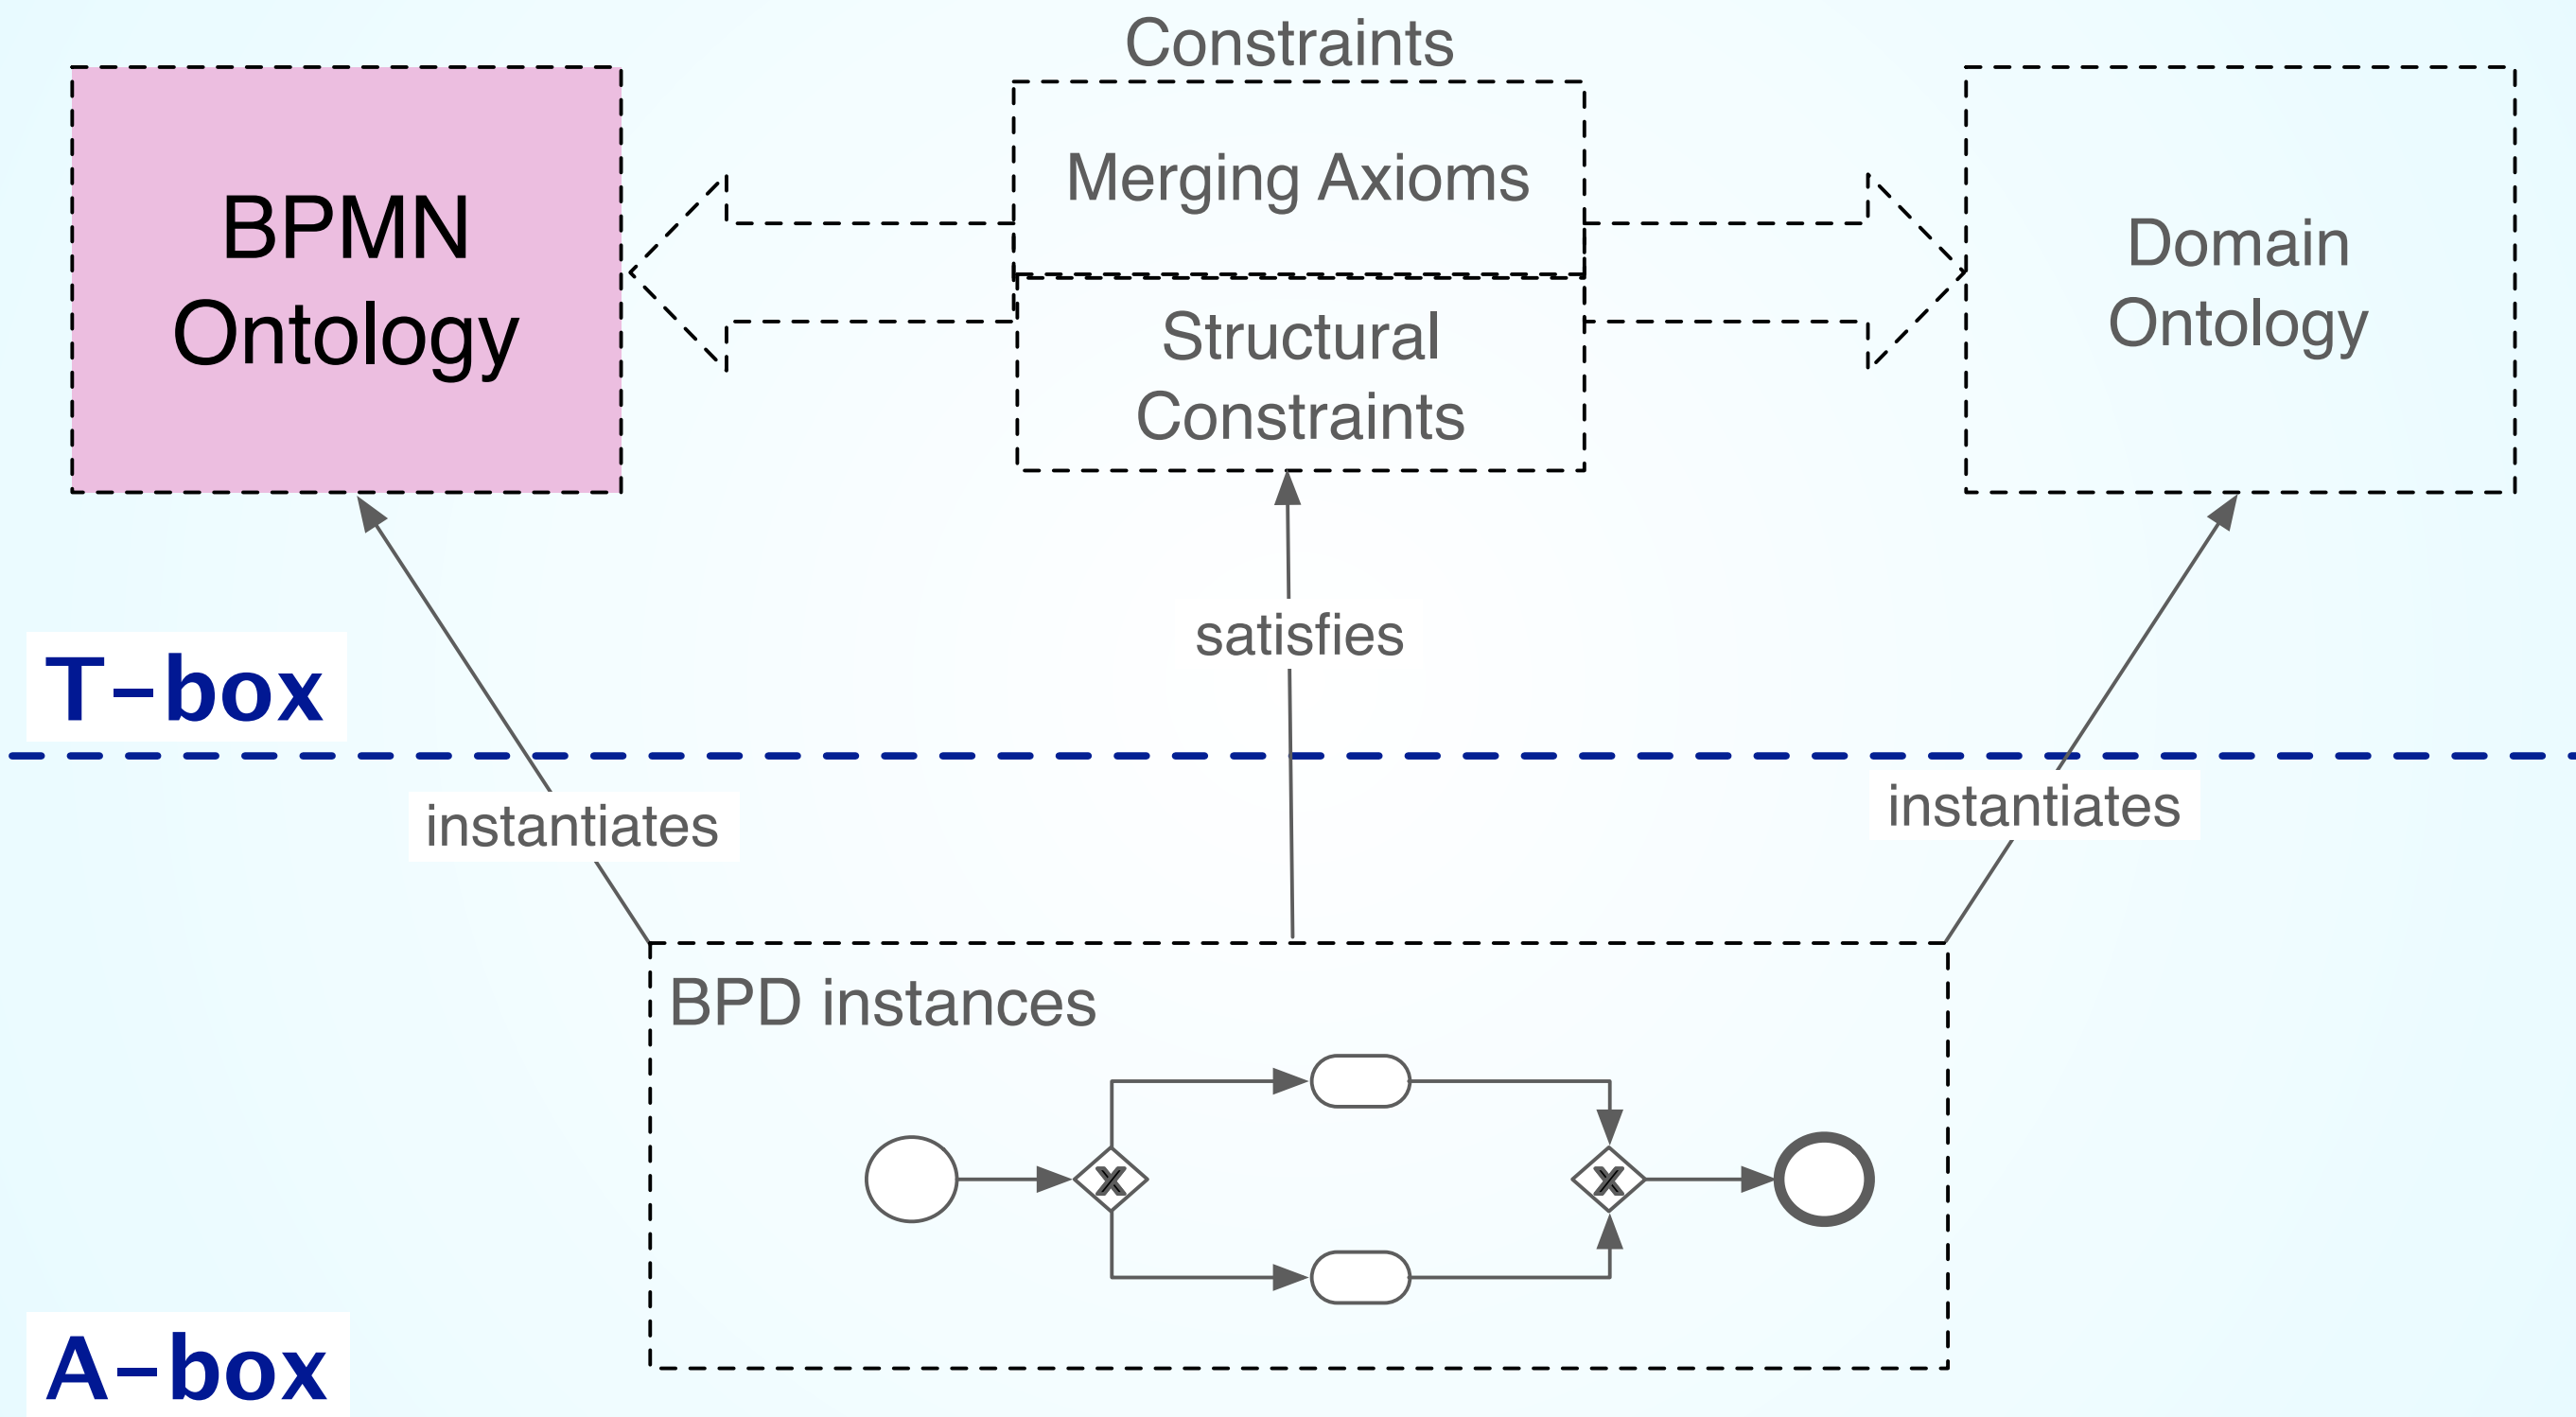 Constraints
BPMN
Ontology
Merging Axioms
Structural
Constraints
Domain
Ontology
satisfies
T-box
instantiates
instantiates
BPD instances
X
X
A-box